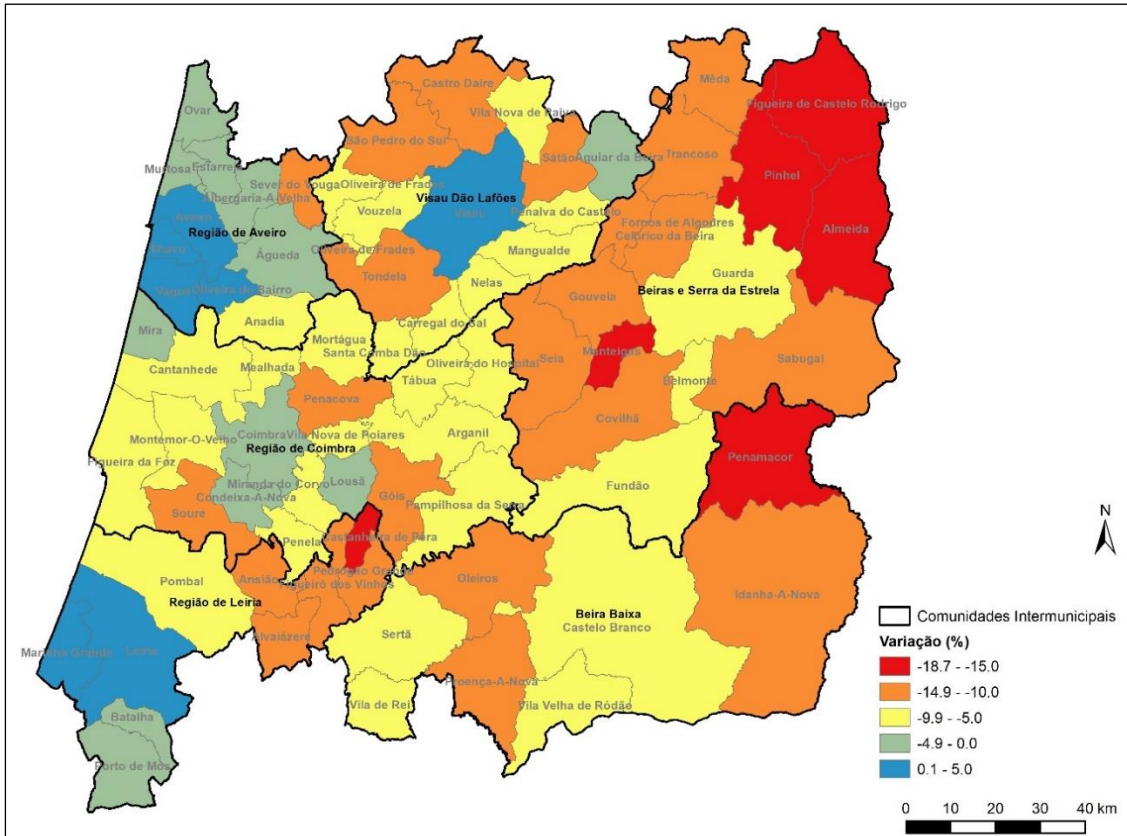 Castro Daire
Mêda
Ovar
Vila Nova de Paiva
Figueira de Castelo Rodrigo
São Pedro do Sul
Sátão
Aguiar da Beira
Trancoso
Murtosa
Estarreja
Sever do Vouga
Oliveira de Frades
Pinhel
Albergaria-A-Velha
Visau Dão Lafões
Viseu
Vouzela
Penalva do Castelo
Aveiro
Região de Aveiro
Fornos de Algodres
Celorico da Beira
Almeida
Ílhavo
Águeda
Oliveira de Frades
Mangualde
Tondela
Guarda
Beiras e Serra da Estrela
Vagos
Oliveira do Bairro
Nelas
Gouveia
Anadia
Carregal do Sal
Mira
Mortágua
Santa Comba Dão
Manteigas
Seia
Sabugal
Cantanhede
Mealhada
Oliveira do Hospital
Tábua
Belmonte
Penacova
Covilhã
Montemor-O-Velho
Coimbra
Vila Nova de Poiares
Arganil
Região de Coimbra
Penamacor
Figueira da Foz
Fundão
Miranda do Corvo
Lousã
Condeixa-A-Nova
Góis
Pampilhosa da Serra
Soure
Castanheira de Pêra
Penela
Pombal
Ansião
Pedrógão Grande
Figueiró dos Vinhos
Oleiros
Região de Leiria
Idanha-A-Nova
Beira Baixa
Castelo Branco
Alvaiázere
Sertã
Marinha Grande
Leiria
Proença-A-Nova
Vila de Rei
Vila Velha de Ródão
Batalha
Porto de Mós
N
Comunidades Intermunicipais
Variação (%)
-18.7 - -15.0
-14.9 - -10.0
-9.9 - -5.0
-4.9 - 0.0
0.1 - 5.0
0 10 20 30 40 km